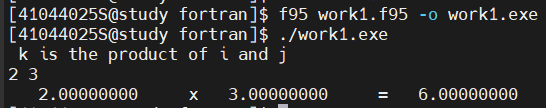 [41044025S@study fortran]$ f95 work1.f95 -o work1.exe
[41044025S@study fortran]$ ./work1.exe
 k is the product of i and j
2 3
   2.00000000     x   3.00000000     =   6.00000000